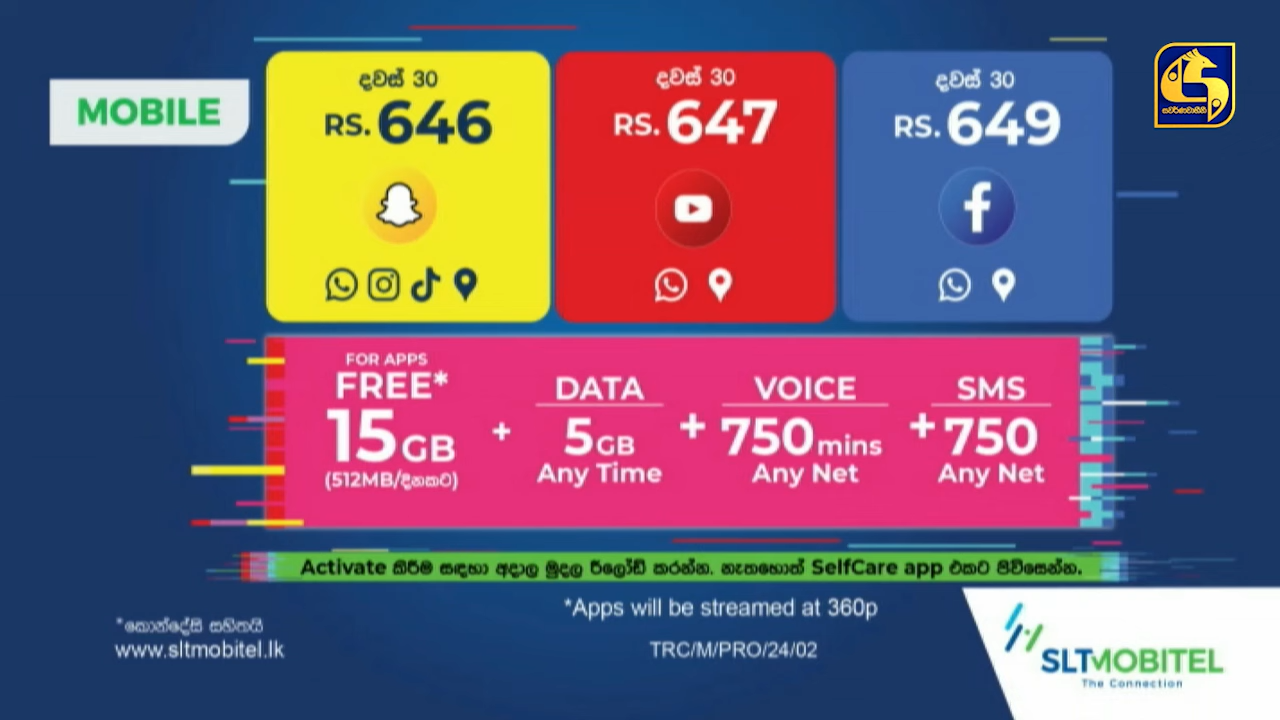 MOBILE
දවස් 30
RS. 646
දවස් 30
RS. 647
දවස් 30
RS. 649
ස්වර්ණවාහිනී
FOR APPS
FREE*
15GB
(512MB/දිනකට)
+
DATA
5GB
Any Time
+
VOICE
750mins
Any Net
+
SMS
750
Any Net
Activate කිරීම සඳහා අදාල මුදල රීලෝඩ් කරන්න. නැතහොත් SelfCare app එකට පිවිසෙන්න.
*කොන්දේසි සහිතයි
www.sltmobitel.lk
*Apps will be streamed at 360p
TRC/M/PRO/24/02
SLTMOBITEL
The Connection